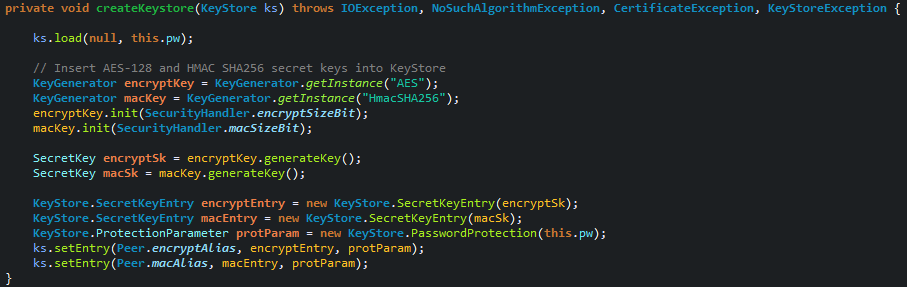 private void createKeystore(KeyStore ks) throws IOException, NoSuchAlgorithmException, CertificateException, KeyStoreException {
ks.load(null, this.pw);
// Insert AES-128 and HMAC SHA256 secret keys into KeyStore
KeyGenerator encryptKey = KeyGenerator.getInstance("AES");
KeyGenerator macKey = KeyGenerator.getInstance("HmacSHA256");
encryptKey.init(SecurityHandler.encryptSizeBit);
macKey.init(SecurityHandler.macSizeBit);
SecretKey encryptSk = encryptKey.generateKey();
SecretKey macSk = macKey.generateKey();
KeyStore.SecretKeyEntry encryptEntry = new KeyStore.SecretKeyEntry(encryptSk);
KeyStore.SecretKeyEntry macEntry = new KeyStore.SecretKeyEntry(macSk);
KeyStore.ProtectionParameter protParam = new KeyStore.PasswordProtection(this.pw);
ks.setEntry(Peer.encryptAlias, encryptEntry, protParam);
ks.setEntry(Peer.macAlias, macEntry, protParam);
}